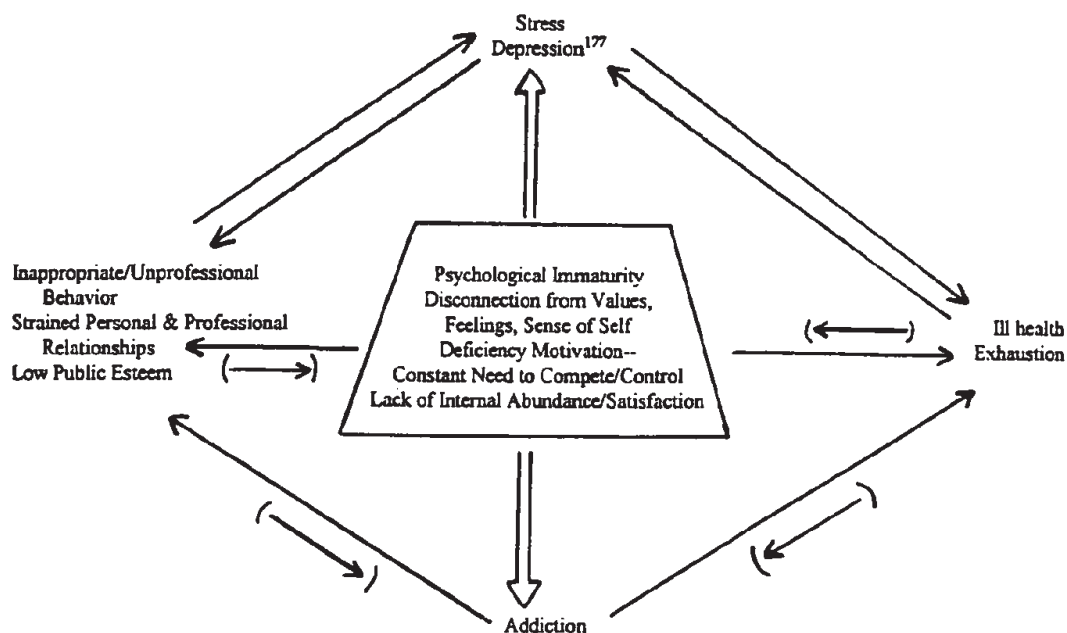 Stress
Depression¹⁷⁷
Inappropriate/Unprofessional
Behavior
Strained Personal & Professional
Relationships
Low Public Esteem
Psychological Immaturity
Disconnection from Values,
Feelings, Sense of Self
Deficiency Motivation--
Constant Need to Compete/Control
Lack of Internal Abundance/Satisfaction
Ill health
Exhaustion
Addiction